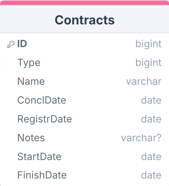 Contracts
ID bigint
Type bigint
Name varchar
ConclDate date
RegistrDate date
Notes varchar?
StartDate date
FinishDate date